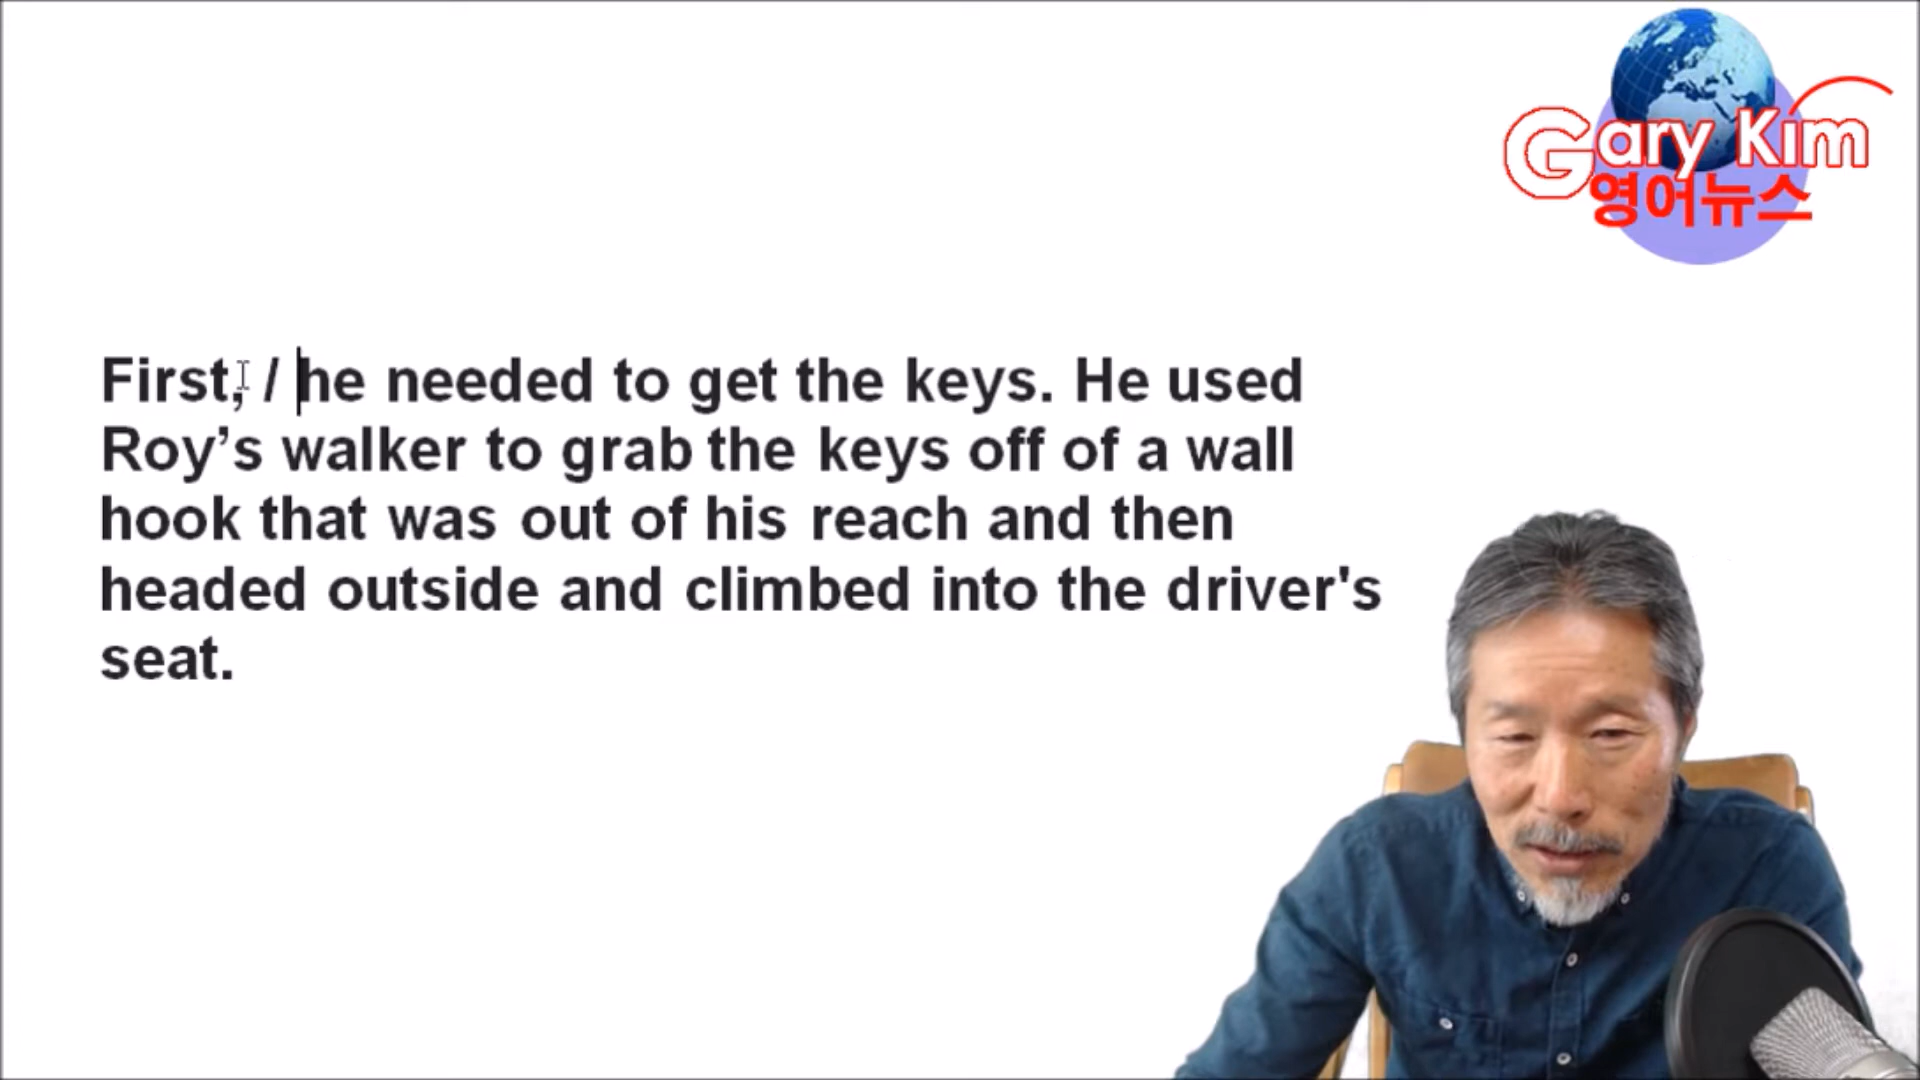 Gary Kim
영어뉴스
First, / he needed to get the keys. He used
Roy’s walker to grab the keys off of a wall
hook that was out of his reach and then
headed outside and climbed into the driver's
seat.